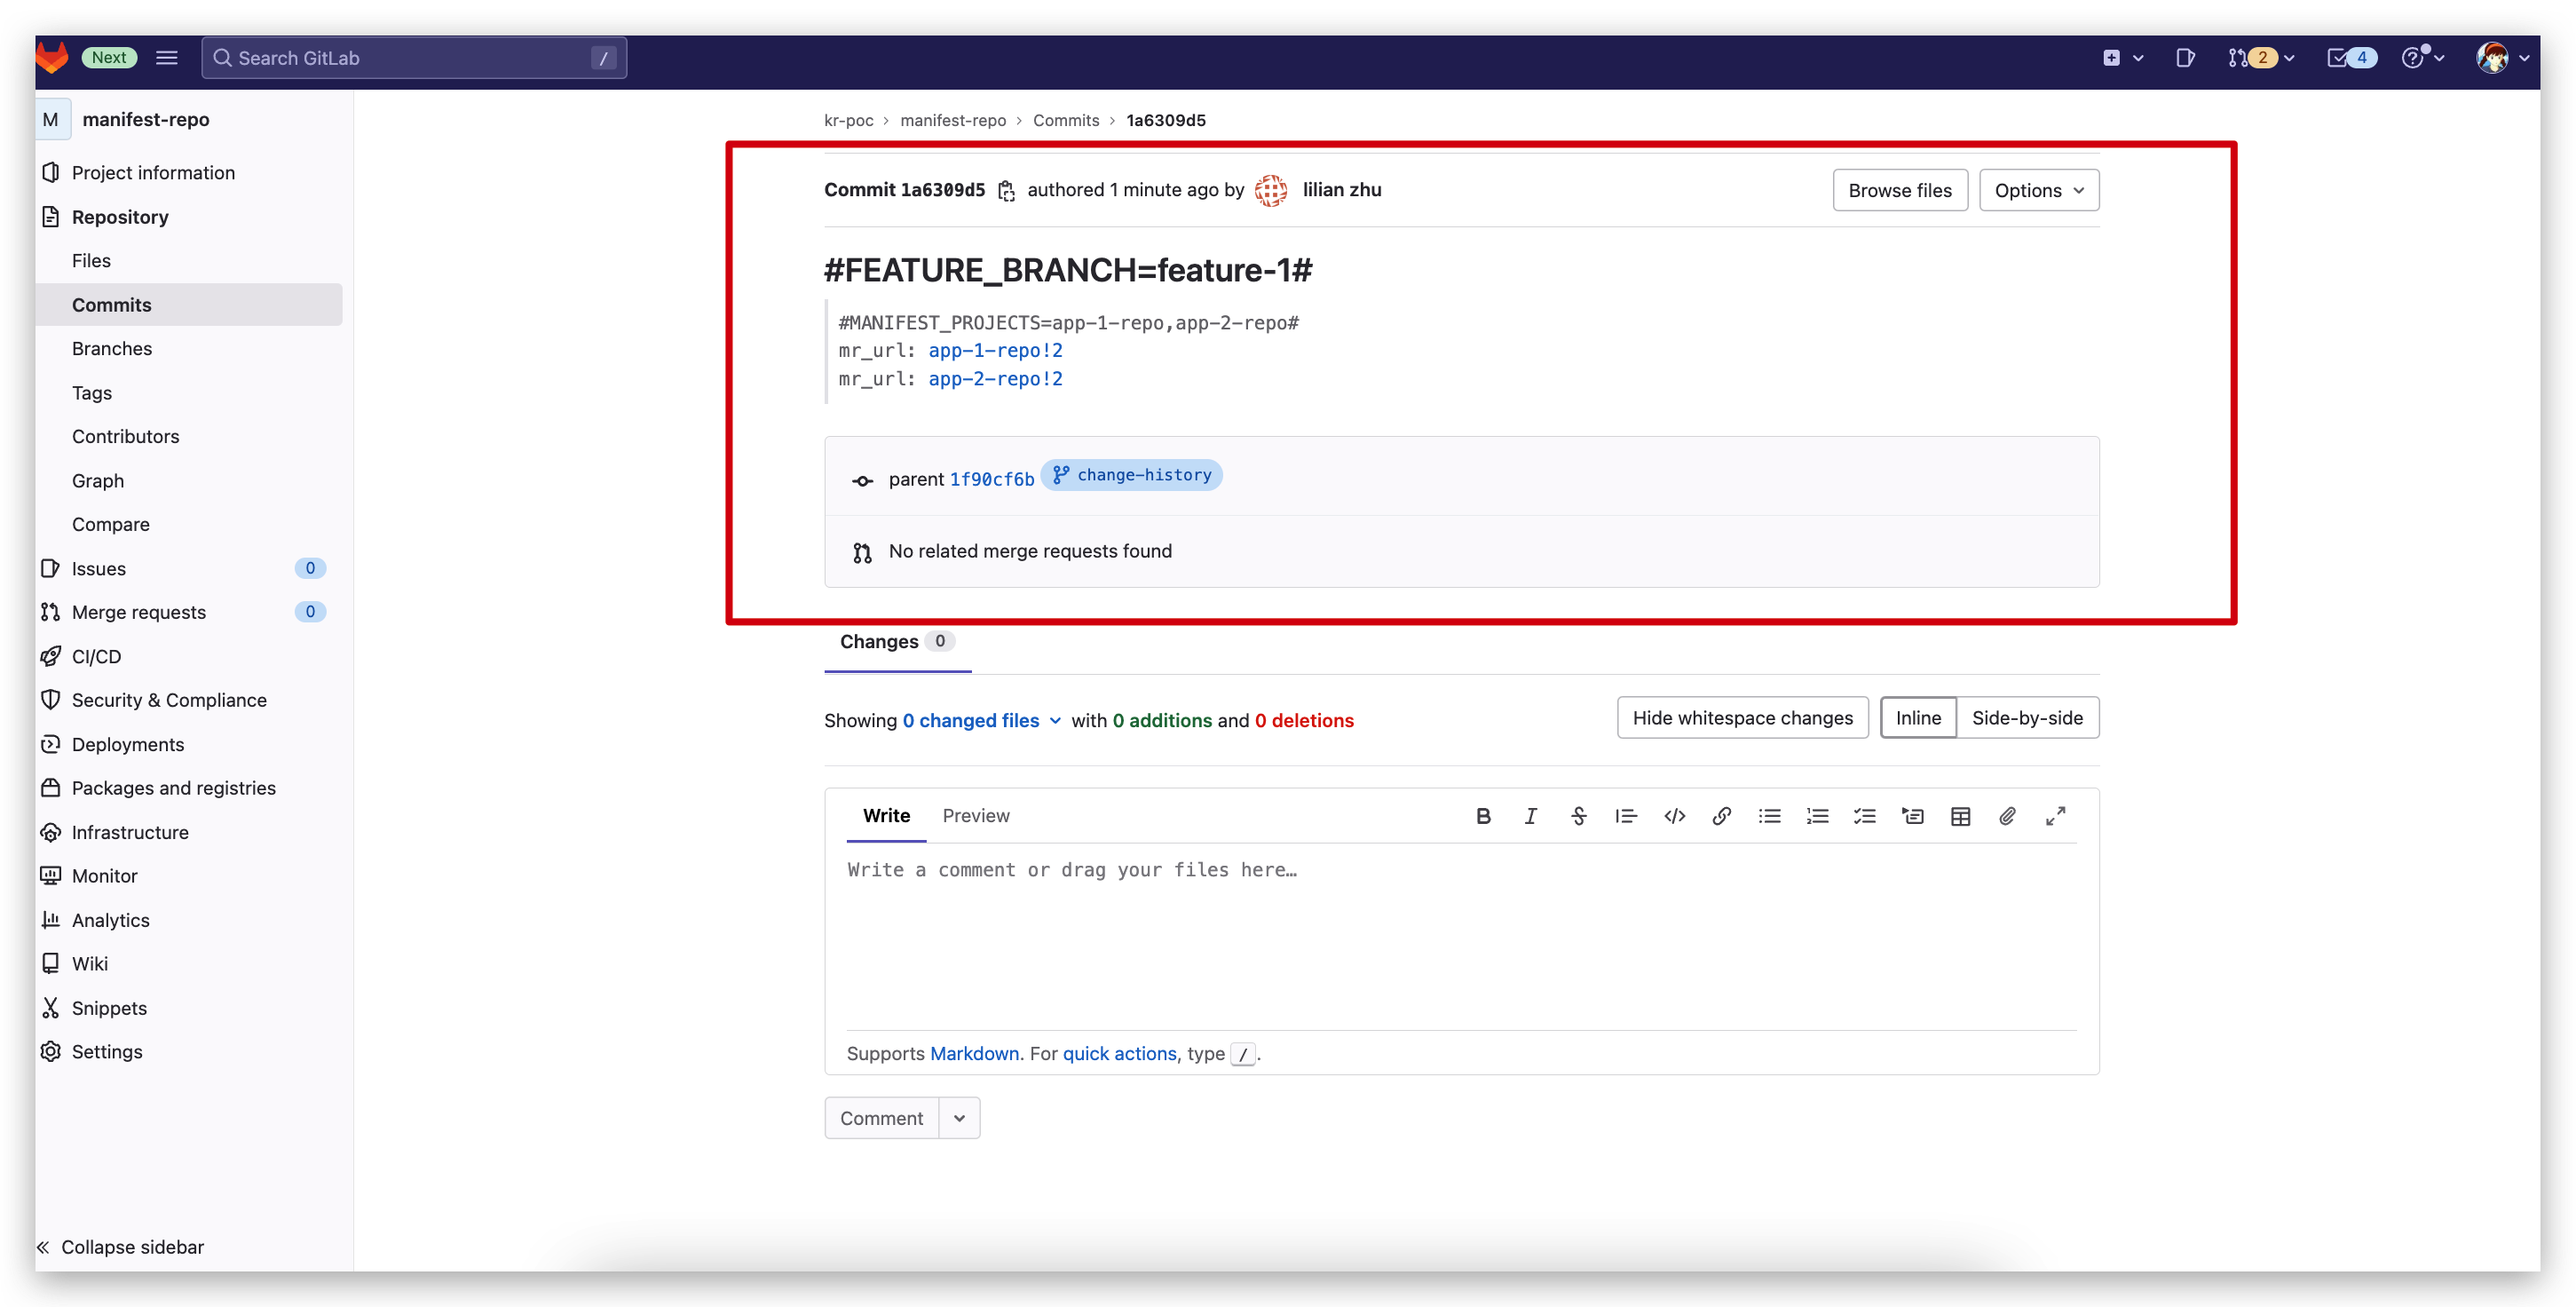 Next
Search GitLab
/
2
4
M manifest-repo
Project information
Repository
Files
Commits
Branches
Tags
Contributors
Graph
Compare
Issues 0
Merge requests 0
CI/CD
Security & Compliance
Deployments
Packages and registries
Infrastructure
Monitor
Analytics
Wiki
Snippets
Settings
Collapse sidebar
kr-poc › manifest-repo › Commits › 1a6309d5
Commit 1a6309d5 authored 1 minute ago by lilian zhu
Browse files
Options
#FEATURE_BRANCH=feature-1#
#MANIFEST_PROJECTS=app-1-repo,app-2-repo#
mr_url: app-1-repo!2
mr_url: app-2-repo!2
parent 1f90cf6b change-history
No related merge requests found
Changes 0
Showing 0 changed files with 0 additions and 0 deletions
Hide whitespace changes
Inline
Side-by-side
Write
Preview
Write a comment or drag your files here…
Supports Markdown. For quick actions, type /.
Comment